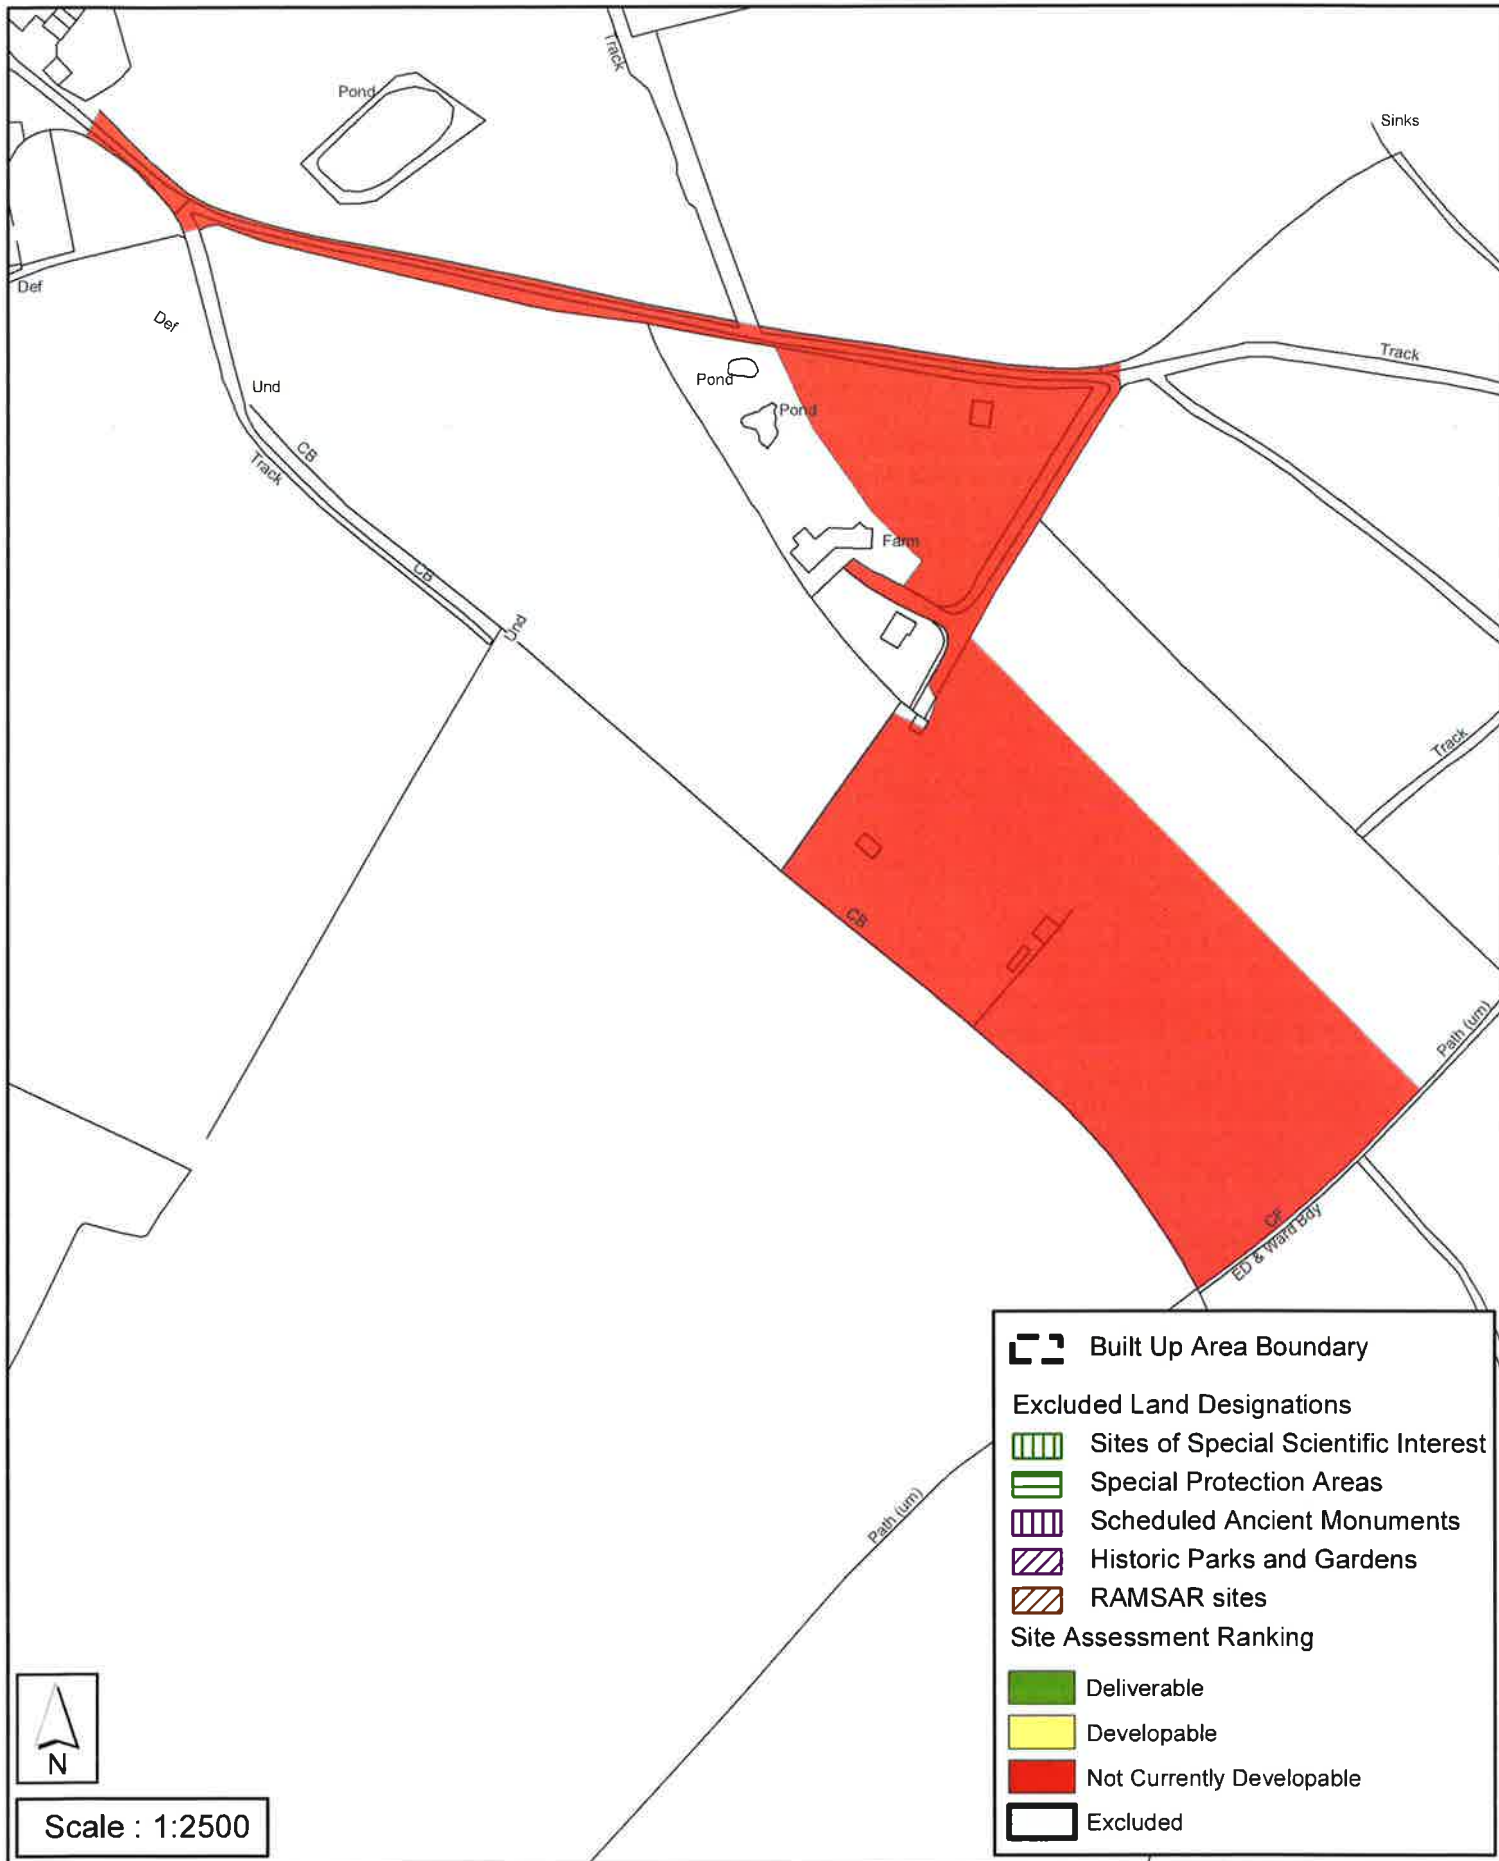 Track
Pond
Sinks
Def
Def
Und
Track
Pond
Pond
CB
Track
Farm
CB
Und
Track
CB
Path (um)
CF
ED & Ward Bdy
Path (um)
Built Up Area Boundary
Excluded Land Designations
Sites of Special Scientific Interest
Special Protection Areas
Scheduled Ancient Monuments
Historic Parks and Gardens
RAMSAR sites
Site Assessment Ranking
Deliverable
Developable
Not Currently Developable
Excluded
N
Scale : 1:2500